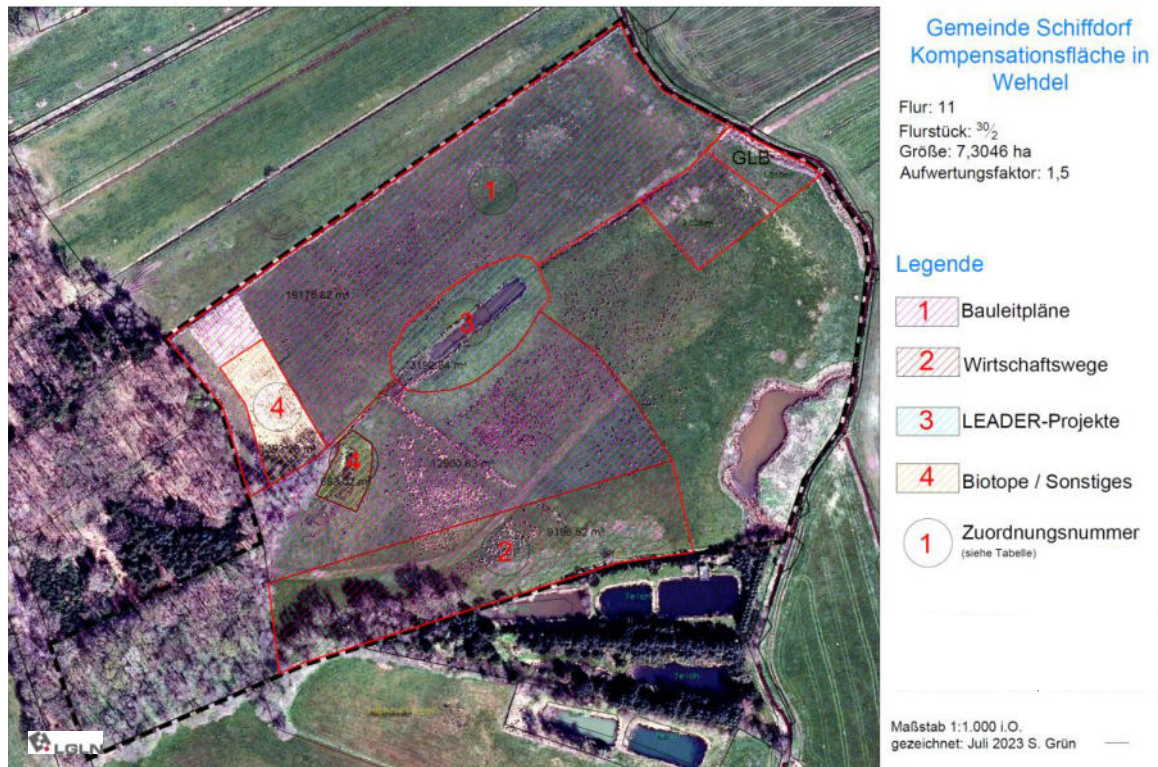 Gemeinde Schiffdorf
Kompensationsfläche in
Wehdel
Flur: 11
Flurstück: 30/2
Größe: 7,3046 ha
Aufwertungsfaktor: 1,5
Legende
1 Bauleitpläne
2 Wirtschaftswege
3 LEADER-Projekte
4 Biotope / Sonstiges
1 Zuordnungsnummer
(siehe Tabelle)
Maßstab 1:1.000 i.O.
gezeichnet: Juli 2023 S. Grün
GLB
1
3
4
4
2
Teich
Teich
LGLN